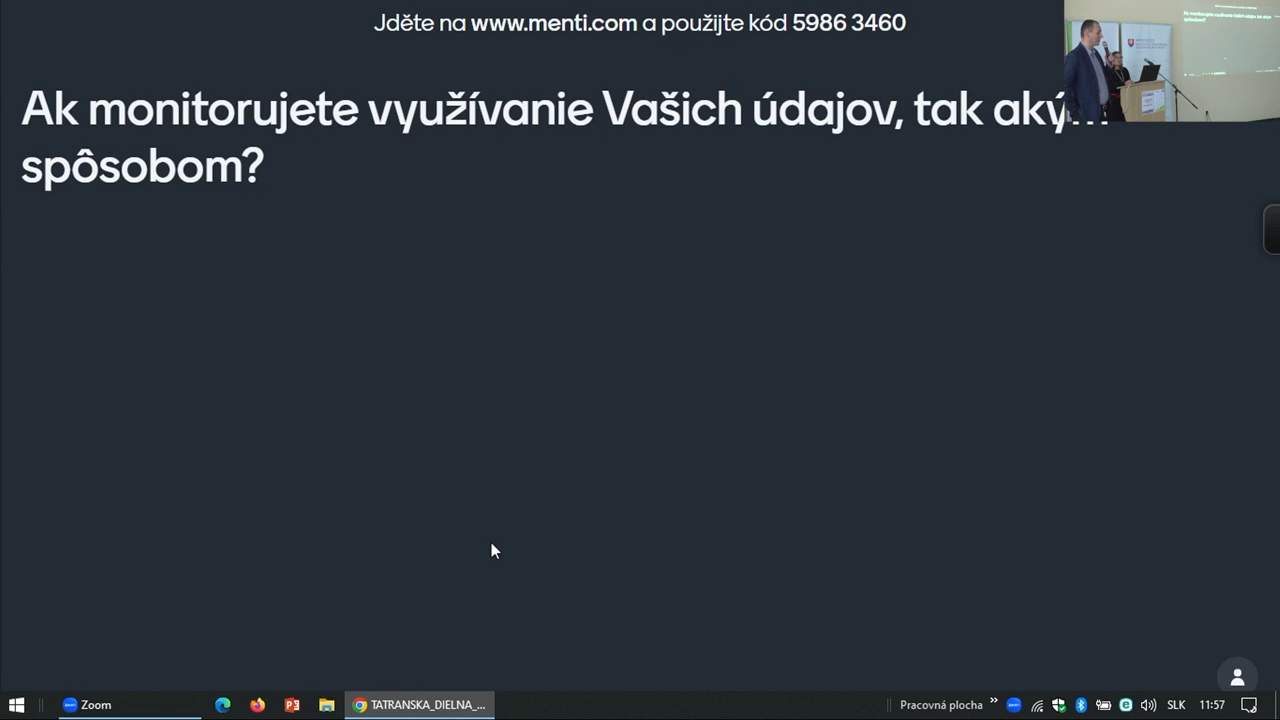 Jděte na www.menti.com a použijte kód 5986 3460
Ak monitorujete využívanie Vašich údajov, tak akým
spôsobom?
Zoom
TATRANSKA_DIELNA_...
Pracovná plocha
SLK
11:57